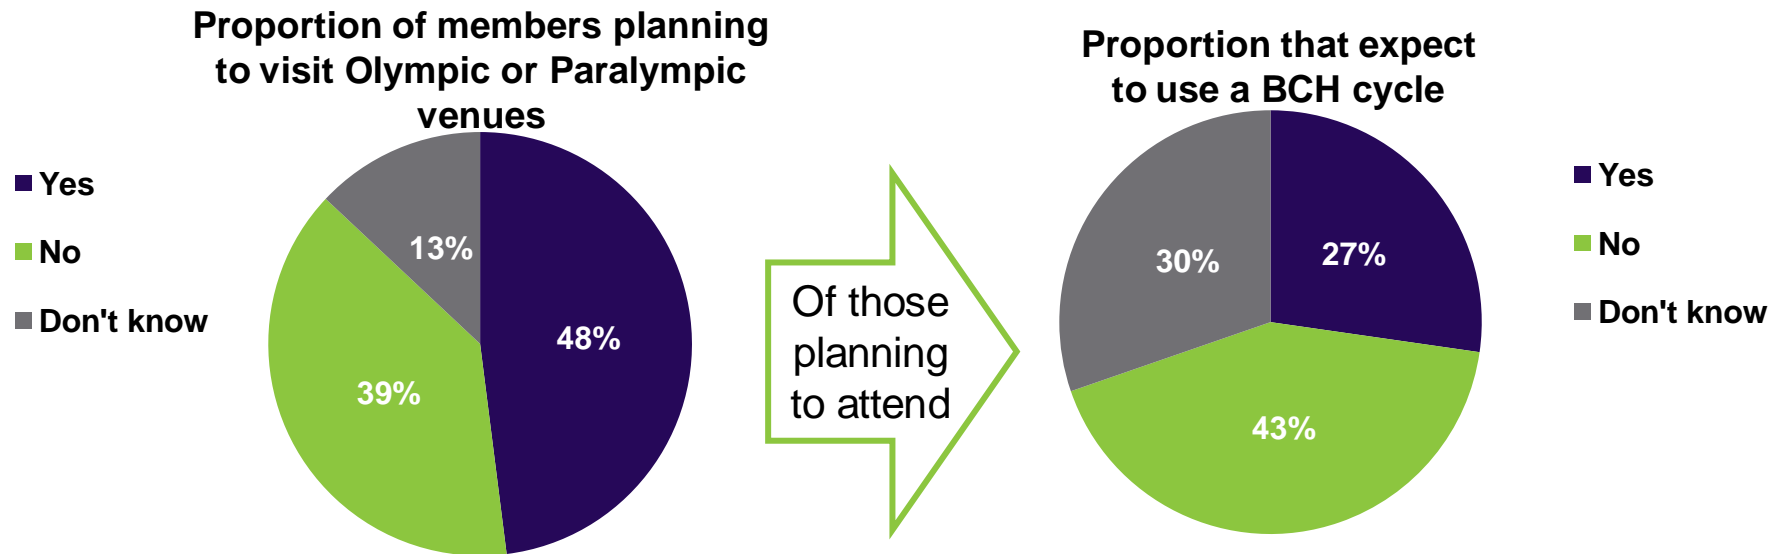 Proportion of members planning
to visit Olympic or Paralympic
venues
Yes
No
Don't know
13%
48%
39%
Of those
planning
to attend
Proportion that expect
to use a BCH cycle
30%
27%
43%
Yes
No
Don't know